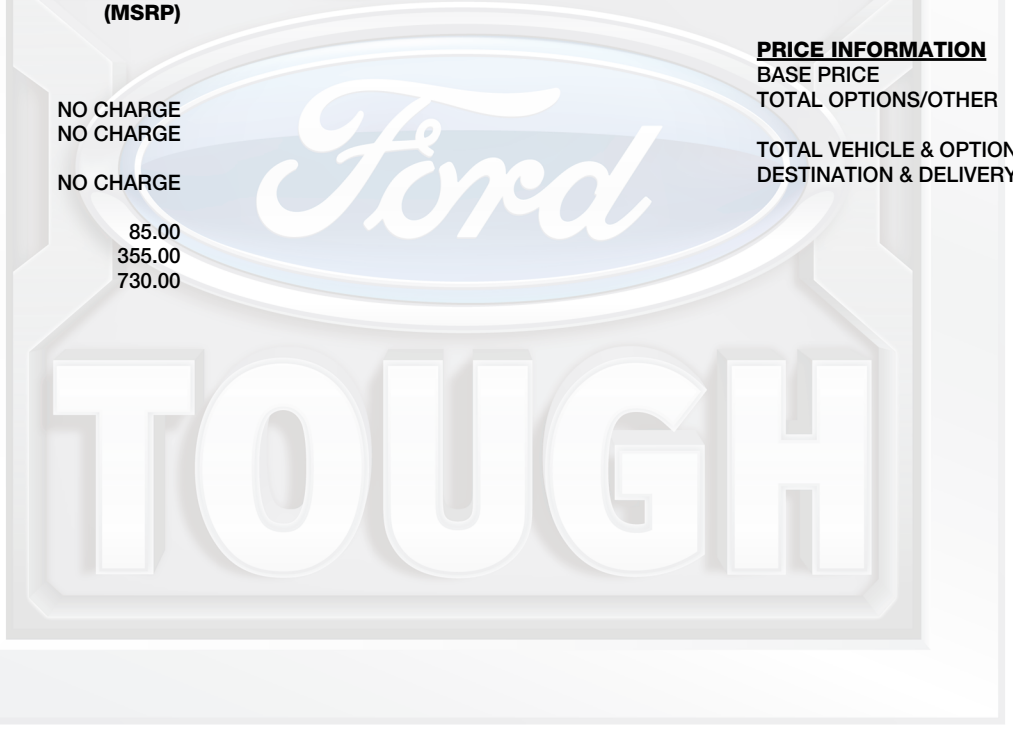 (MSRP)
NO CHARGE
NO CHARGE
NO CHARGE
85.00
355.00
730.00
PRICE INFORMATION
BASE PRICE
TOTAL OPTIONS/OTHER
TOTAL VEHICLE & OPTION
DESTINATION & DELIVERY
Ford
TOUGH